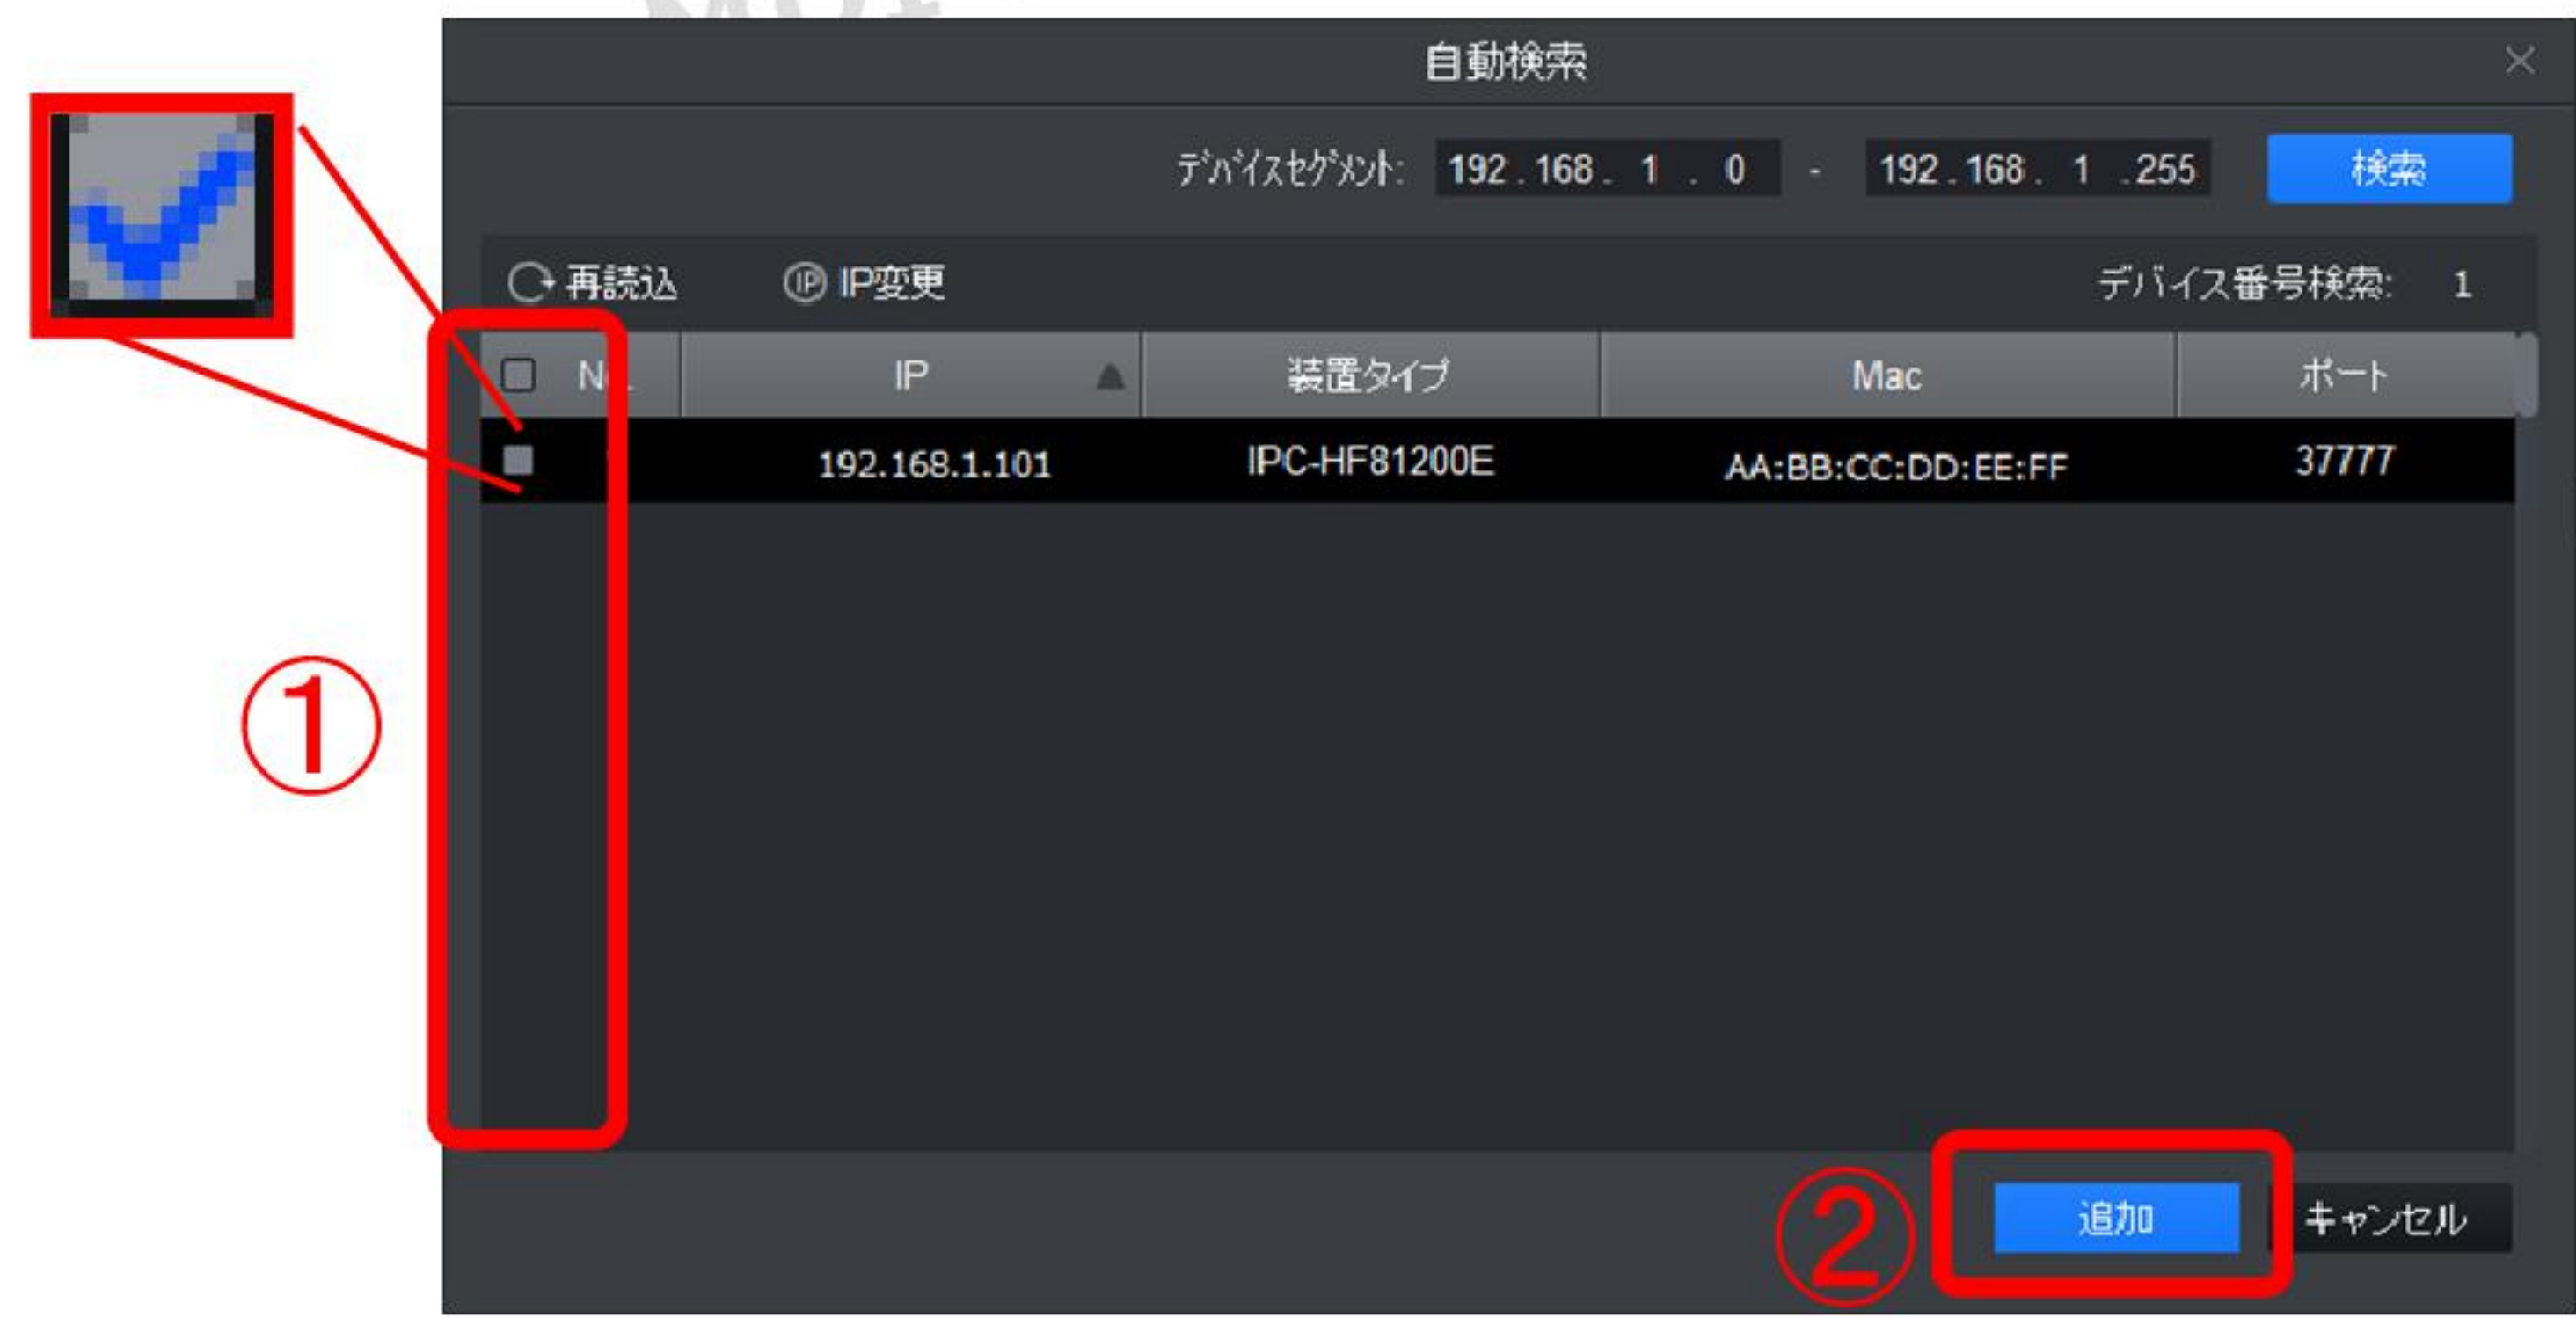 自動検索
ﾃﾞﾊﾞｲｽｾｸﾞﾒﾝﾄ: 192 . 168 . 1 . 0 - 192 . 168 . 1 . 255 検索
再読込 IP IP変更 デバイス番号検索: 1
IP 装置タイプ Mac ポート
192.168.1.101 IPC-HF81200E AA:BB:CC:DD:EE:FF 37777
①
② 追加 キャンセル